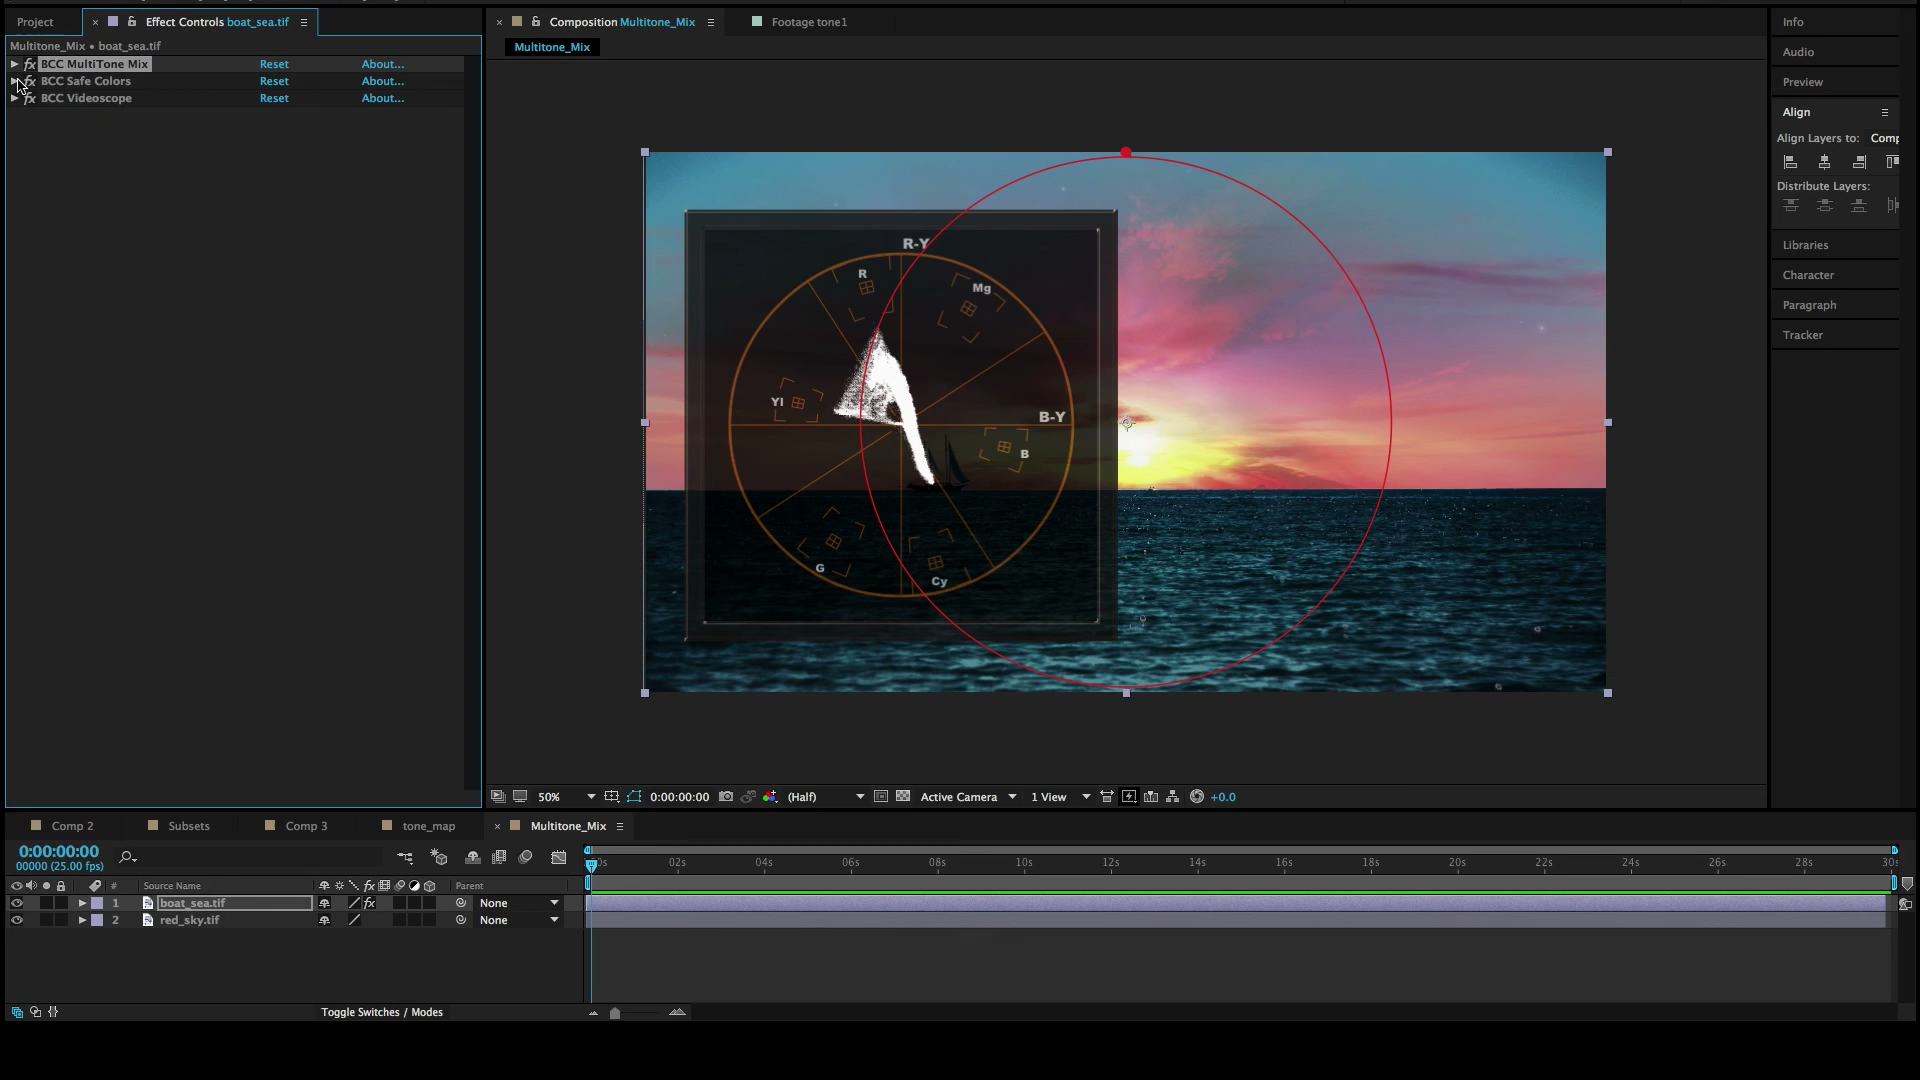 Project
Effect Controls boat_sea.tif
Multitone_Mix • boat_sea.tif
fx BCC MultiTone Mix Reset About...
fx BCC Safe Colors Reset About...
fx BCC Videoscope Reset About...
Composition Multitone_Mix
Footage tone1
Multitone_Mix
R-Y
R
Mg
Yl
B-Y
B
G
Cy
50%
0:00:00:00
(Half)
Active Camera
1 View
+0.0
Info
Audio
Preview
Align
Align Layers to: Comp
Distribute Layers:
Libraries
Character
Paragraph
Tracker
Comp 2
Subsets
Comp 3
tone_map
Multitone_Mix
0:00:00:00
00000 (25.00 fps)
02s 04s 06s 08s 10s 12s 14s 16s 18s 20s 22s 24s 26s 28s 30s
# Source Name fx Parent
1 boat_sea.tif fx None
2 red_sky.tif None
Toggle Switches / Modes